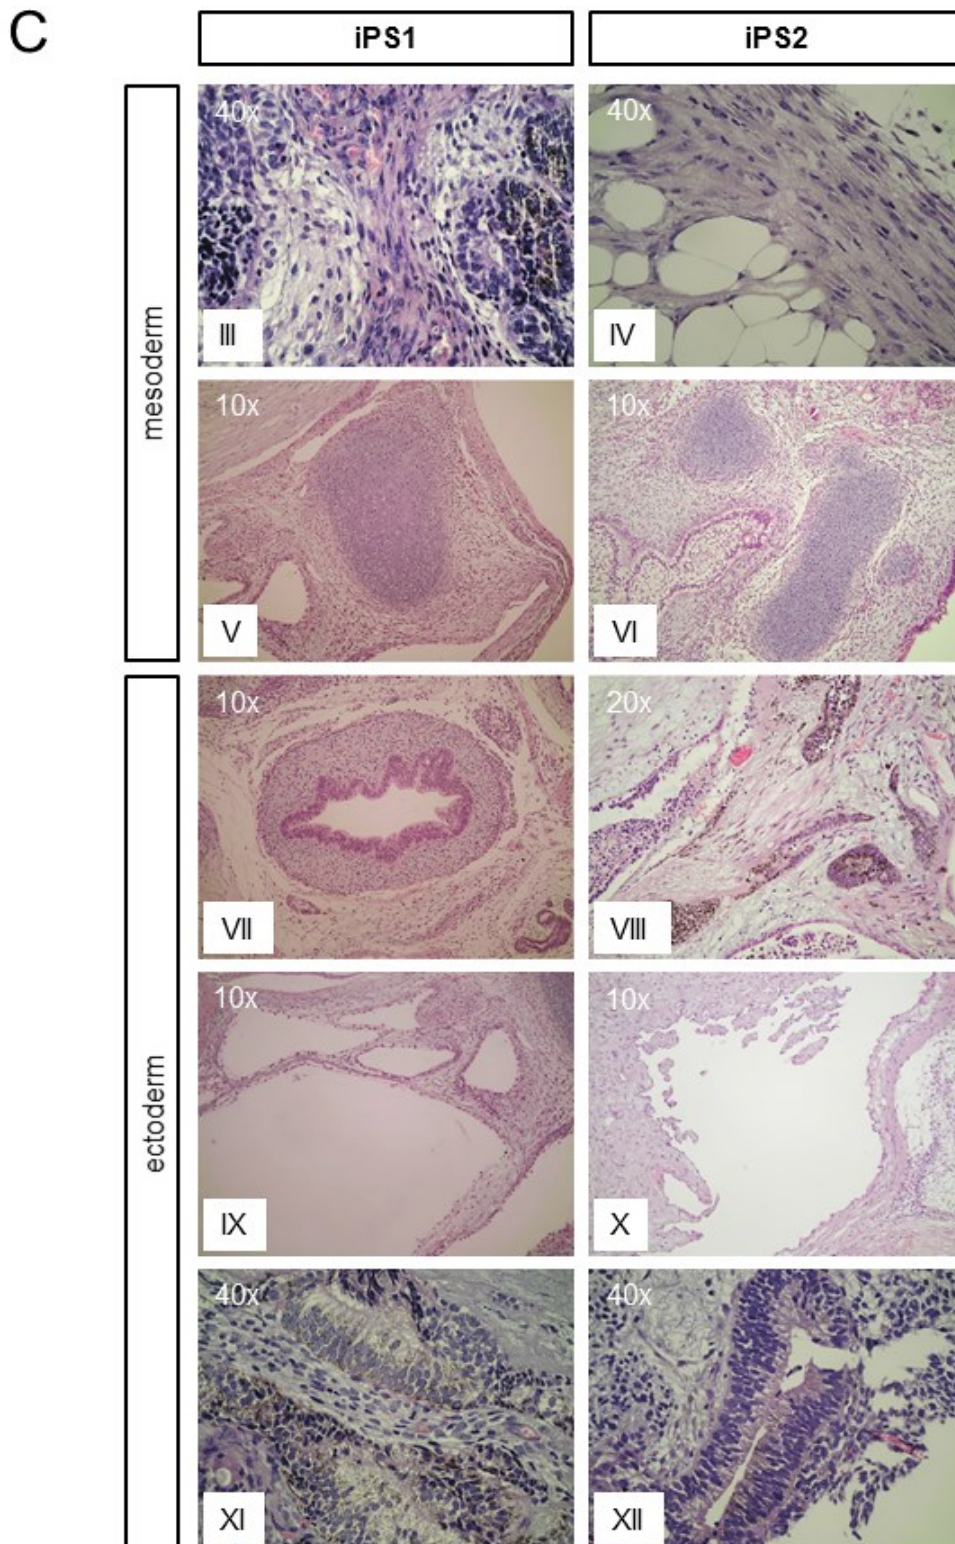 C
iPS1
iPS2
mesoderm
40x
III
40x
IV
10x
V
10x
VI
ectoderm
10x
VII
20x
VIII
10x
IX
10x
X
40x
XI
40x
XII